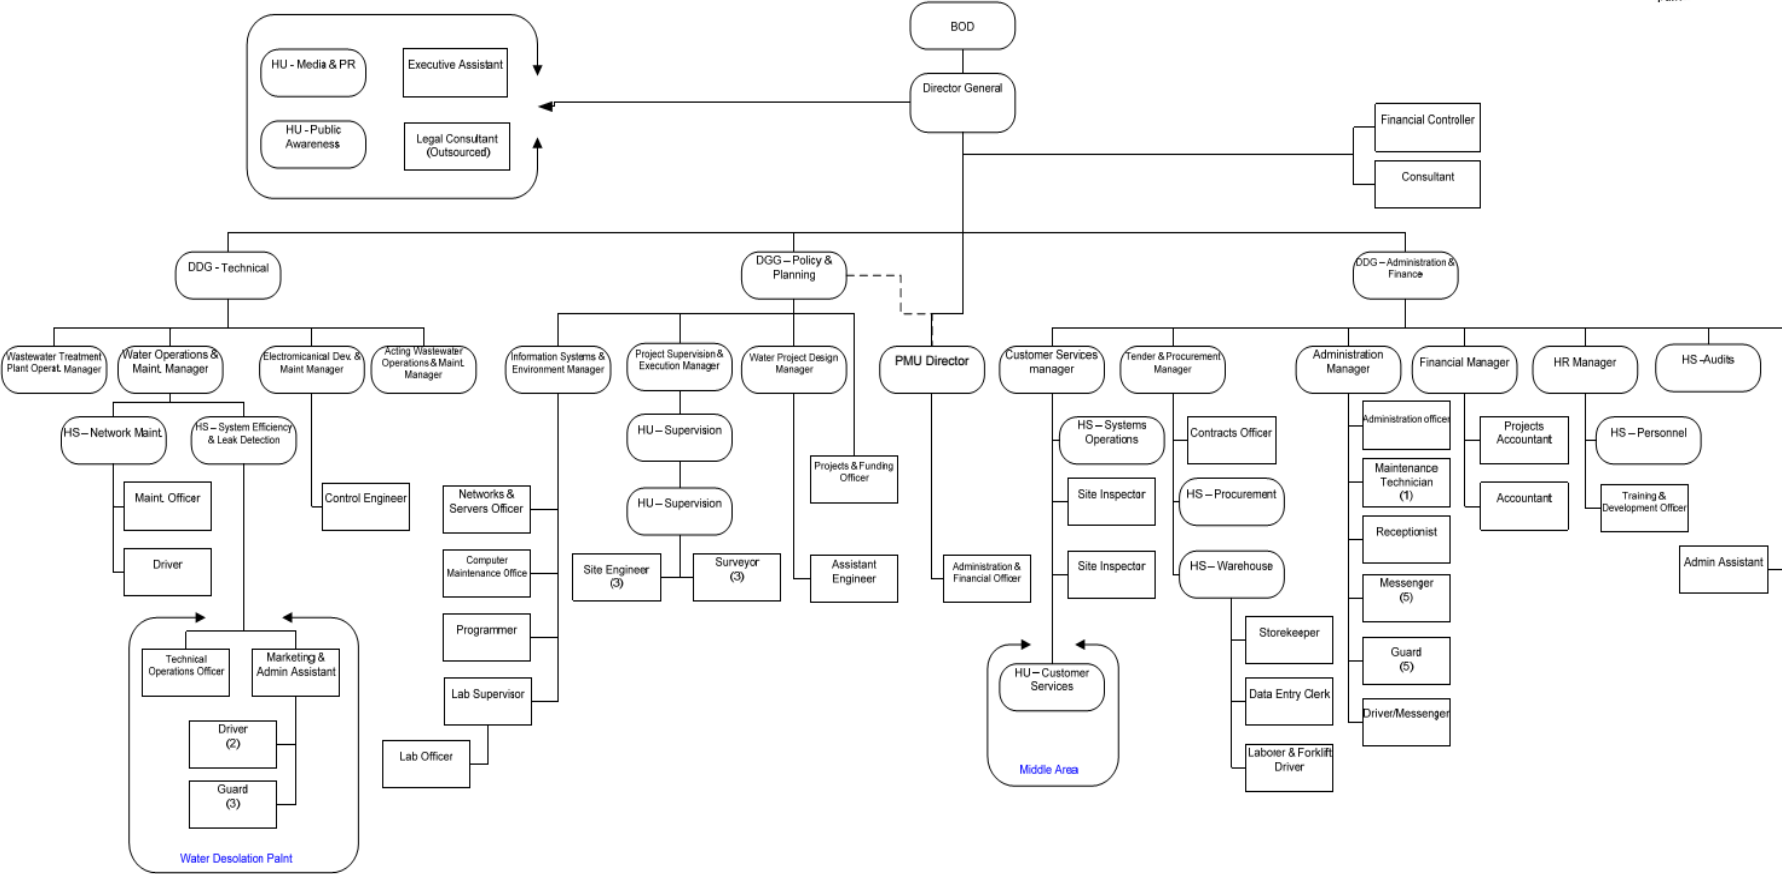 BOD
Director General
HU - Media & PR
Executive Assistant
HU - Public
Awareness
Legal Consultant
(Outsourced)
Financial Controller
Consultant
DDG - Technical
DGG – Policy &
Planning
DDG – Administration &
Finance
Wastewater Treatment
Plant Operat. Manager
Water Operations &
Maint. Manager
Electromicanical Dev. &
Maint Manager
Acting Wastewater
Operations & Maint.
Manager
Information Systems &
Environment Manager
Project Supervision &
Execution Manager
Water Project Design
Manager
PMU Director
Customer Services
manager
Tender & Procurement
Manager
Administration
Manager
Financial Manager
HR Manager
HS -Audits
HS – Network Maint.
HS – System Efficiency
& Leak Detection
Maint. Officer
Driver
Control Engineer
Technical
Operations Officer
Marketing &
Admin Assistant
Driver
(2)
Guard
(3)
Water Desolation Palnt
Networks &
Servers Officer
Computer
Maintenance Office
Programmer
Lab Supervisor
Lab Officer
HU – Supervision
HU – Supervision
Site Engineer
(3)
Surveyor
(3)
Projects & Funding
Officer
Assistant
Engineer
Administration &
Financial Officer
HS – Systems
Operations
Site Inspector
Site Inspector
HU – Customer
Services
Middle Area
Contracts Officer
HS – Procurement
HS – Warehouse
Storekeeper
Data Entry Clerk
Laborer & Forklift
Driver
Administration officer
Maintenance
Technician
(1)
Receptionist
Messenger
(5)
Guard
(5)
Driver/Messenger
Projects
Accountant
Accountant
HS – Personnel
Training &
Development Officer
Admin Assistant